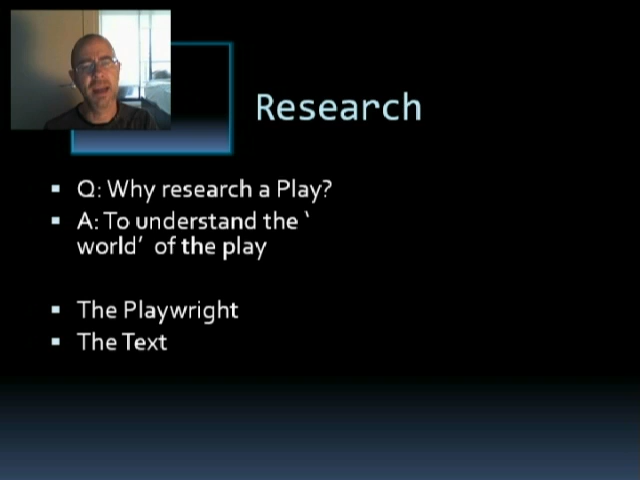 Research
Q: Why research a Play?
A: To understand the ‘
world’ of the play
The Playwright
The Text